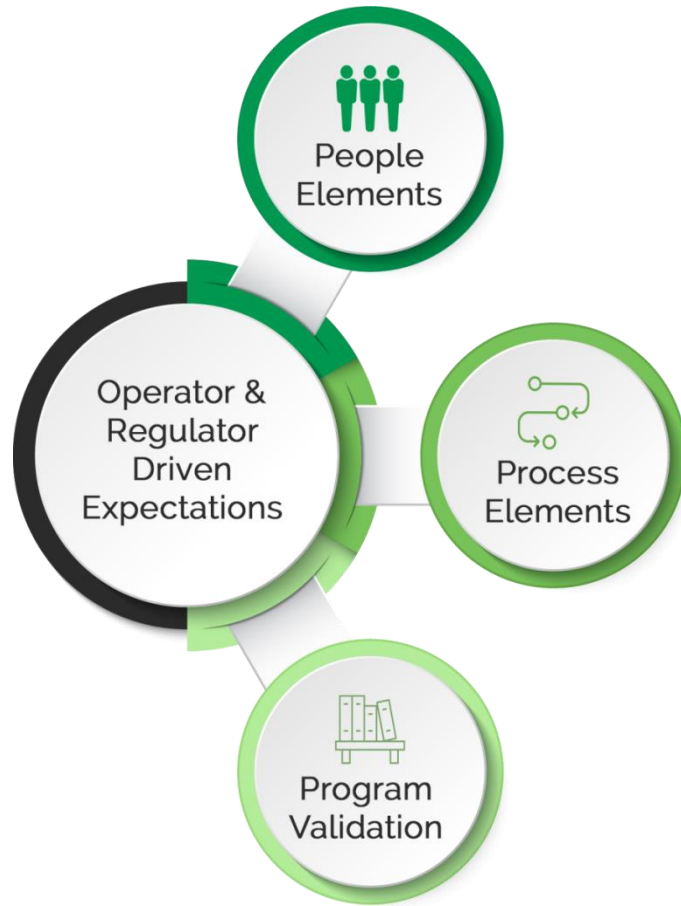 People
Elements
Operator &
Regulator
Driven
Expectations
Process
Elements
Program
Validation